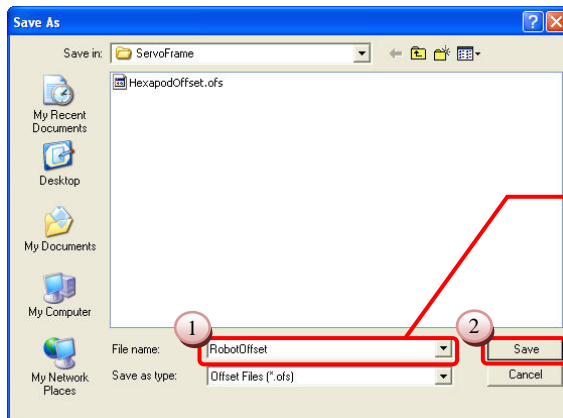 Save As
Save in:
ServoFrame
HexapodOffset.ofs
My Recent
Documents
Desktop
My Documents
My Computer
My Network
Places
1
2
File name:
RobotOffset
Save
Save as type:
Offset Files (*.ofs)
Cancel